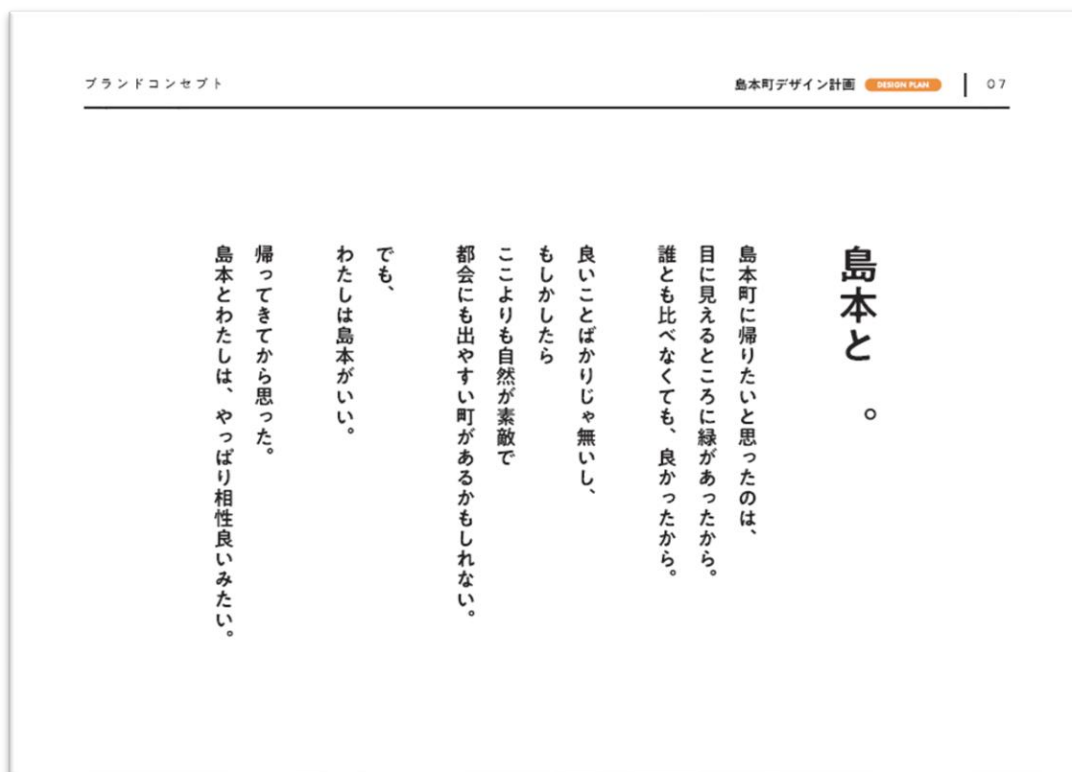 ブランドコンセプト
島本町デザイン計画 DESIGN PLAN 07
島本と　。
島本町に帰りたいと思ったのは、
目に見えるところに緑があったから。
誰とも比べなくても、良かったから。
良いことばかりじゃ無いし、
もしかしたら
ここよりも自然が素敵で
都会にも出やすい町があるかもしれない。
でも、
わたしは島本がいい。
帰ってきてから思った。
島本とわたしは、やっぱり相性良いみたい。